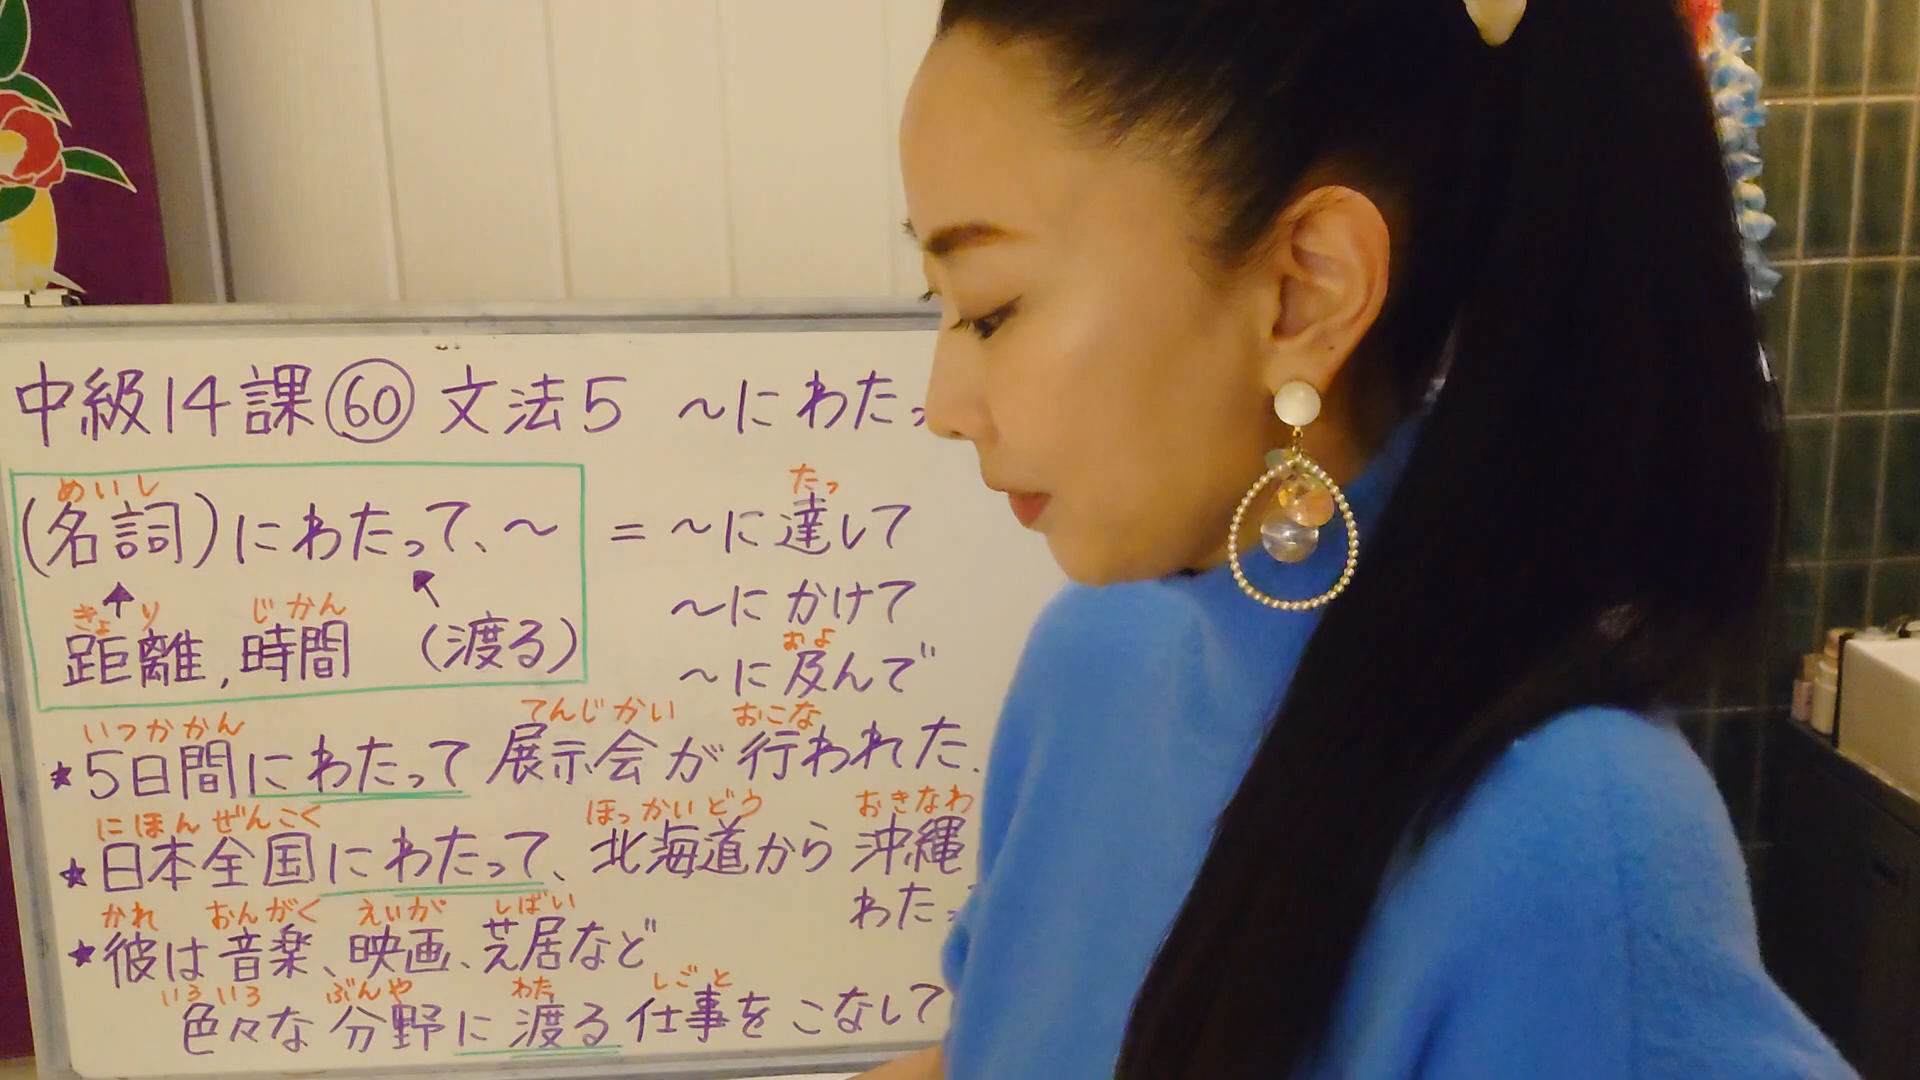 中級14課 60 文法5 ~にわたっ
めいし
(名詞)にわたって、~
きょり じかん
距離,時間 (渡る)
たっ
= ~に達して
~にかけて
およ
~に及んで
いつかかん てんじかい おこな
★5日間にわたって 展示会が行われた.
にほんぜんこく ほっかいどう おきなわ
★日本全国にわたって、北海道から沖縄
わたっ
かれ おんがく えいが しばい
★彼は音楽、映画、芝居など
いろいろ ぶんや わた しごと
色々な分野に渡る仕事をこなして